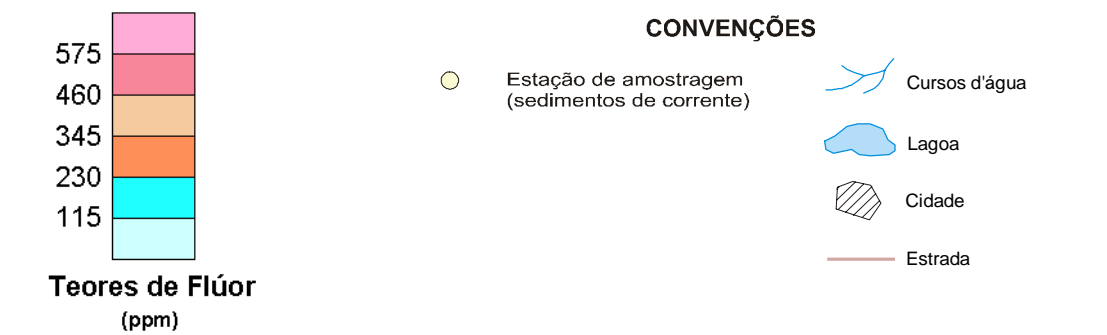 575
460
345
230
115
Teores de Flúor
(ppm)
CONVENÇÕES
Estação de amostragem
(sedimentos de corrente)
Cursos d'água
Lagoa
Cidade
Estrada